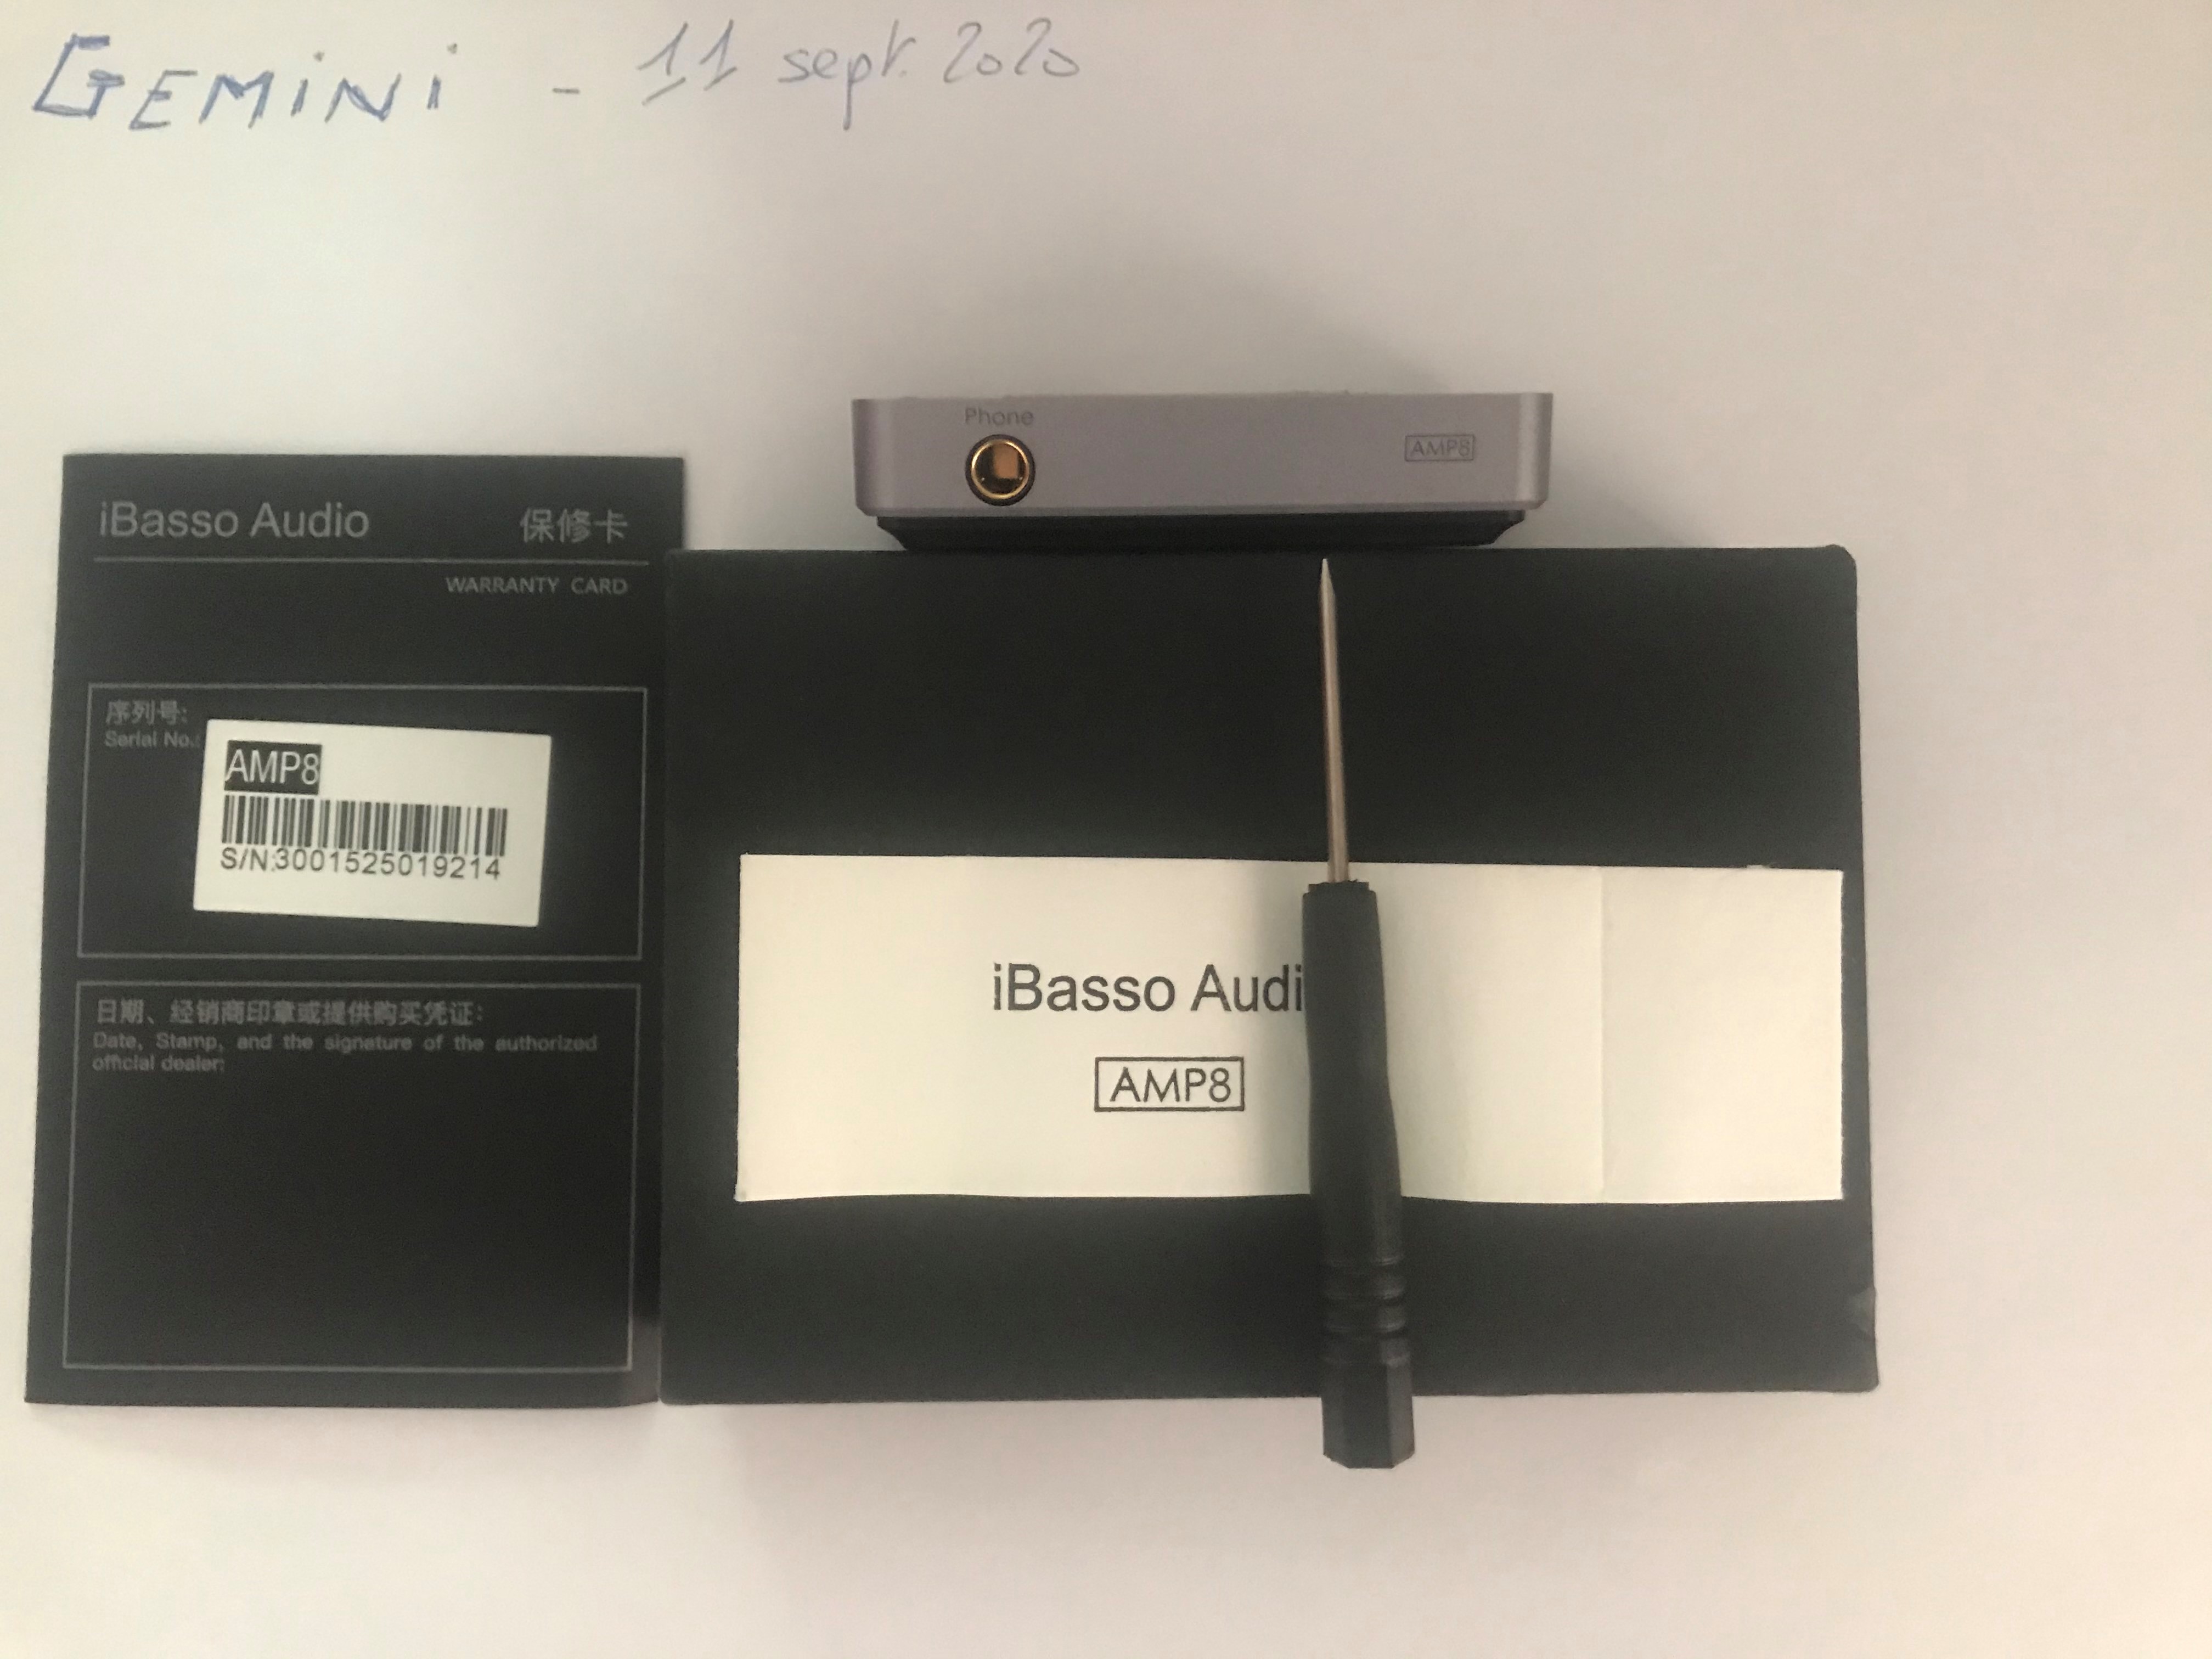 GEMiNi - 11 sept. 2020
Phone
AMP8
iBasso Audio 保修卡
WARRANTY CARD
序列号:
Serial No.:
AMP8
S/N:3001525019214
日期、经销商印章或提供购买凭证:
Date, Stamp, and the signature of the authorized
official dealer:
iBasso Audi
AMP8